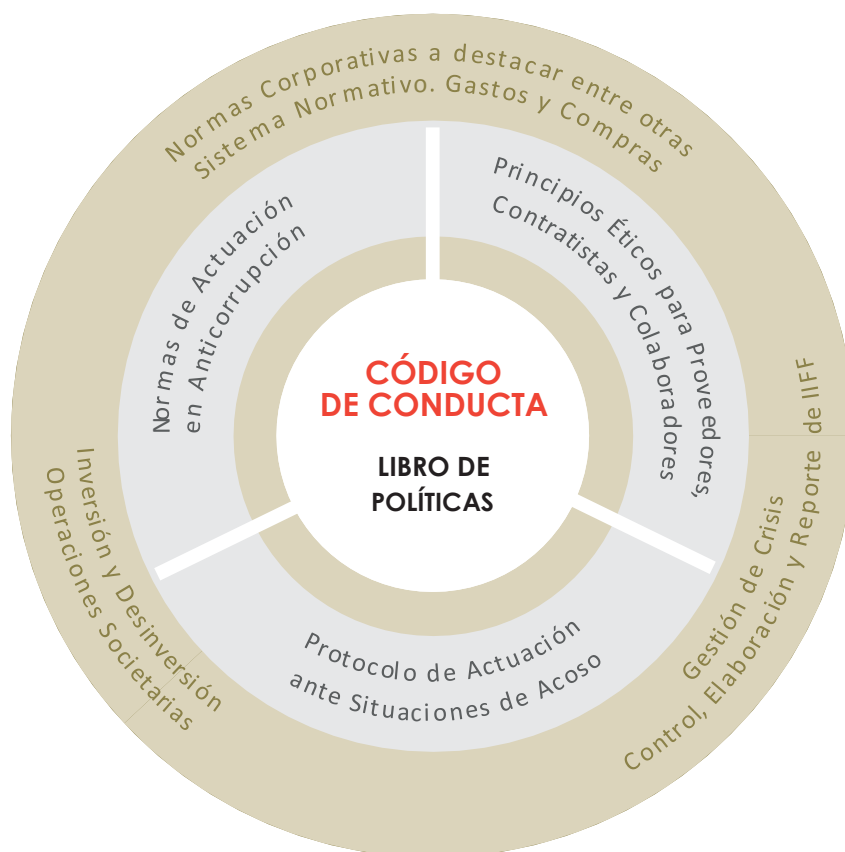 Normas Corporativas a destacar entre otras
Sistema Normativo. Gastos y Compras
Normas de Actuación
en Anticorrupción
Principios Éticos para Proveedores,
Contratistas y Colaboradores
CÓDIGO
DE CONDUCTA
LIBRO DE
POLÍTICAS
Inversión y Desinversión
Operaciones Societarias
Protocolo de Actuación
ante Situaciones de Acoso
Gestión de Crisis
Control, Elaboración y Reporte de IIFF